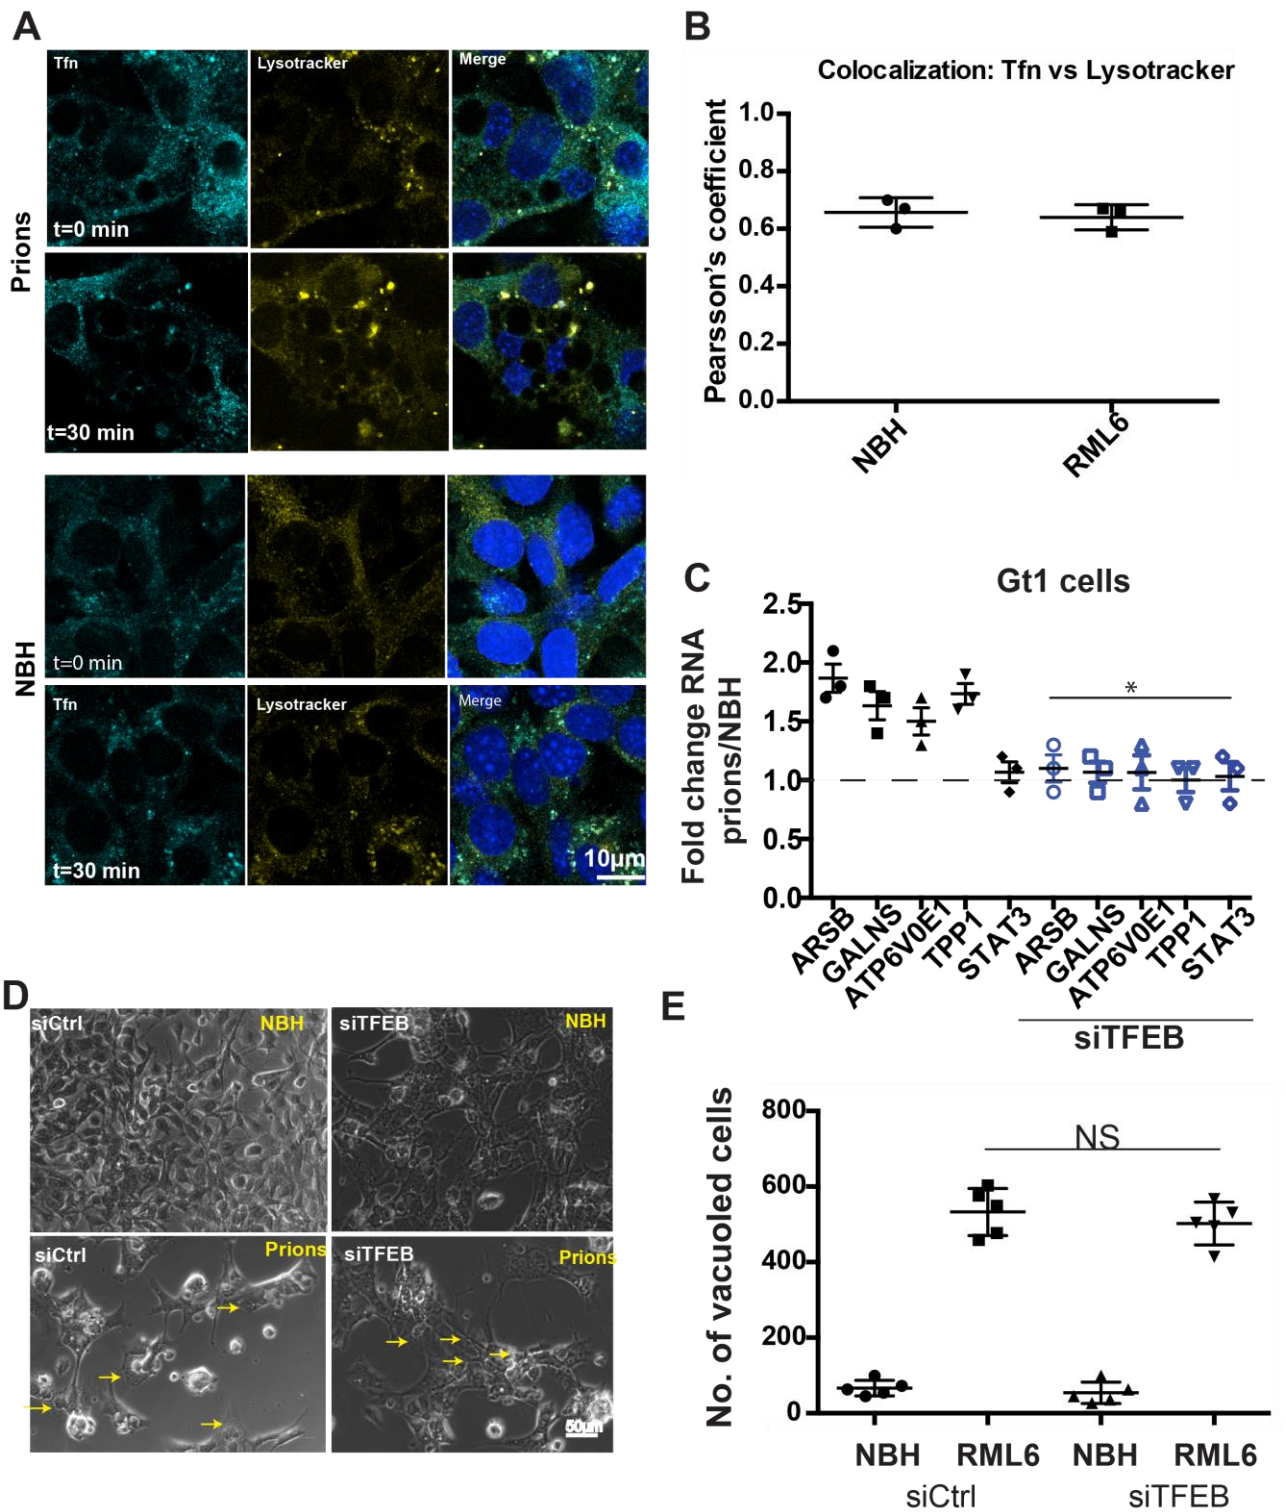 A
Prions
Tfn
Lysotracker
Merge
t=0 min
t=30 min
NBH
t=0 min
Tfn
Lysotracker
Merge
t=30 min
10µm
B
Colocalization: Tfn vs Lysotracker
Pearsson's coefficient
1.0
0.8
0.6
0.4
0.2
0.0
NBH
RML6
C
Gt1 cells
Fold change RNA
prions/NBH
2.5
2.0
1.5
1.0
0.5
0.0
*
ARSB
GALNS
ATP6V0E1
TPP1
STAT3
ARSB
GALNS
ATP6V0E1
TPP1
STAT3
siTFEB
D
siCtrl
NBH
siTFEB
NBH
siCtrl
Prions
siTFEB
Prions
50µm
E
No. of vacuoled cells
800
600
400
200
0
NS
NBH
RML6
NBH
RML6
siCtrl
siTFEB